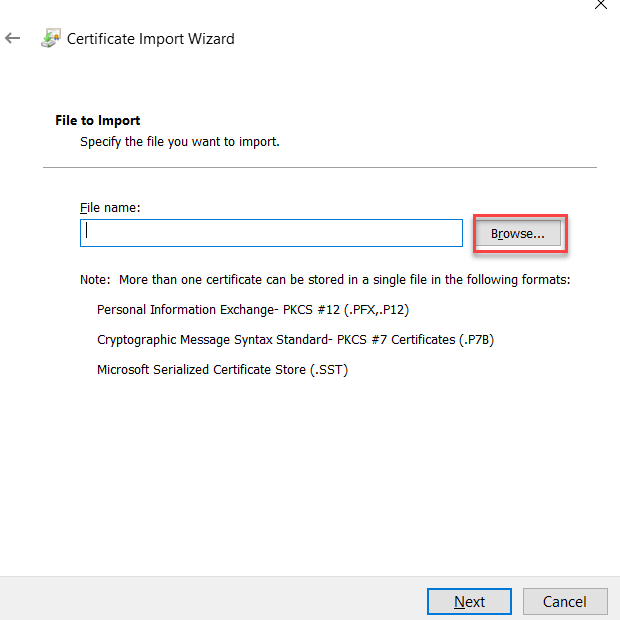 Certificate Import Wizard
File to Import
Specify the file you want to import.
File name:
Browse...
Note:  More than one certificate can be stored in a single file in the following formats:
Personal Information Exchange- PKCS #12 (.PFX,.P12)
Cryptographic Message Syntax Standard- PKCS #7 Certificates (.P7B)
Microsoft Serialized Certificate Store (.SST)
Next
Cancel